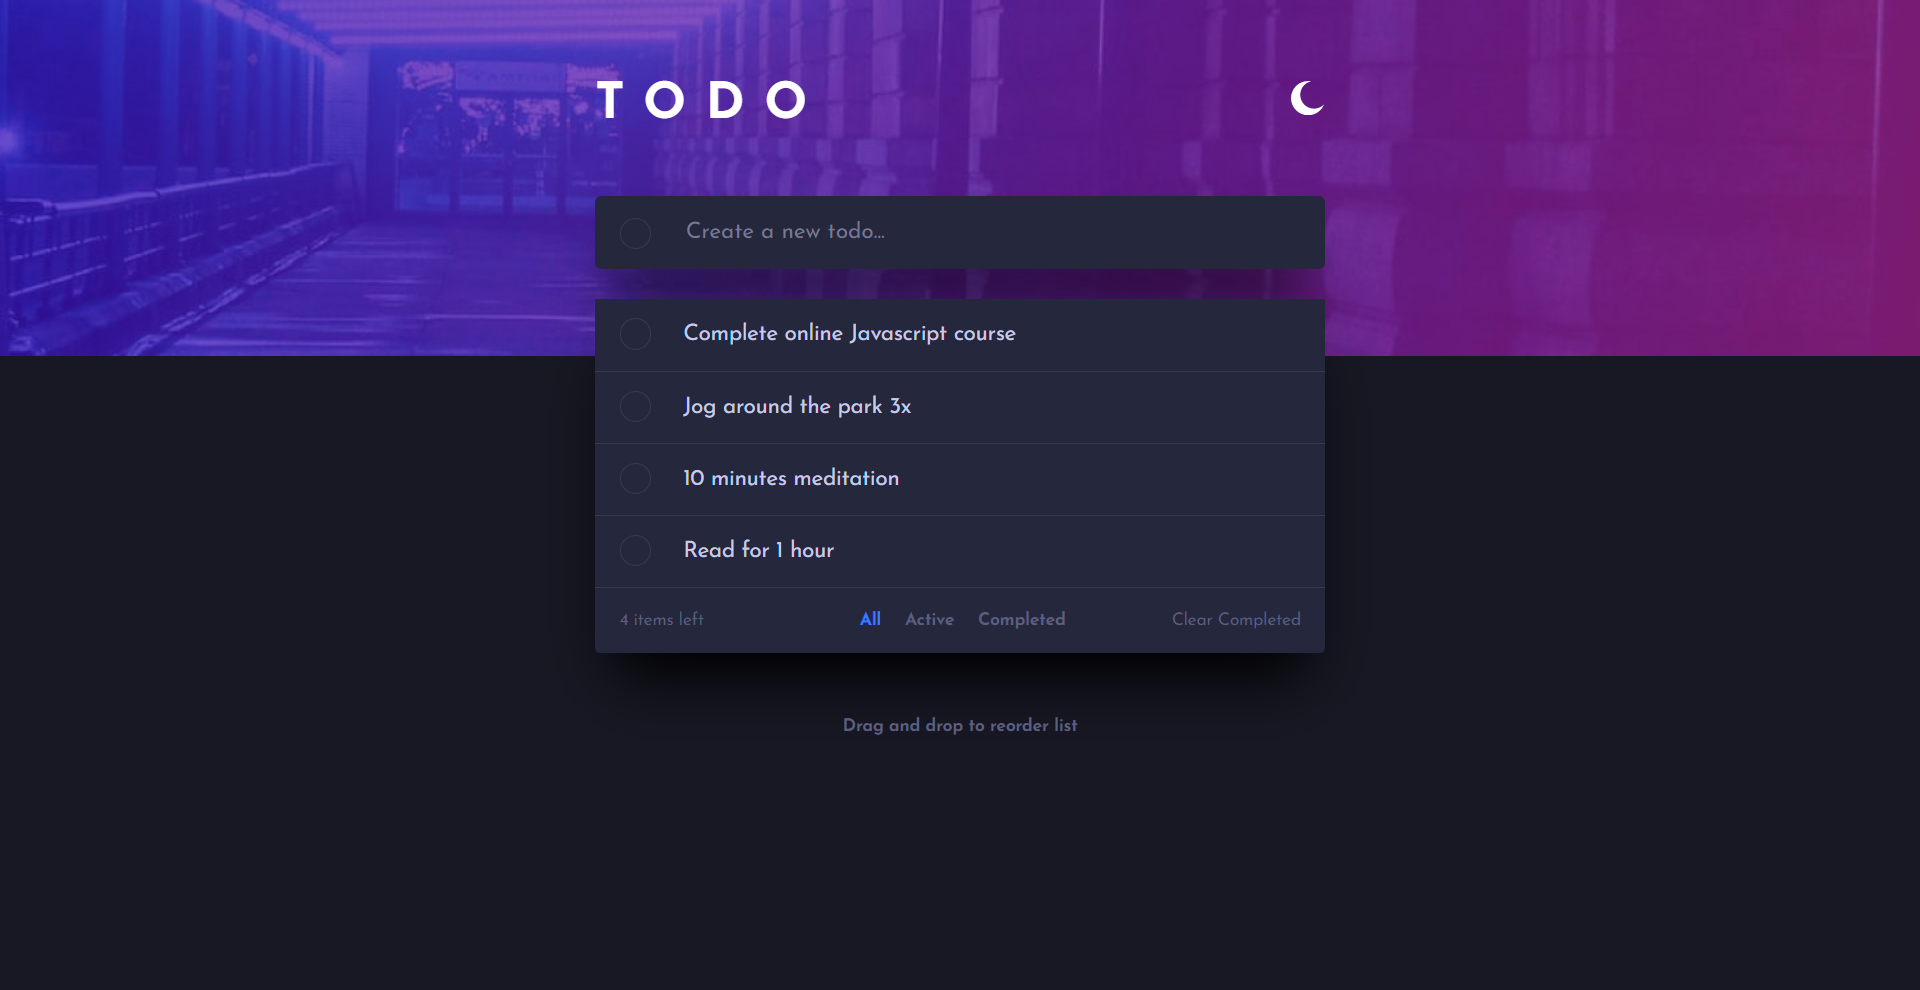 TODO
Create a new todo...
Complete online Javascript course
Jog around the park 3x
10 minutes meditation
Read for 1 hour
4 items left All Active Completed Clear Completed
Drag and drop to reorder list